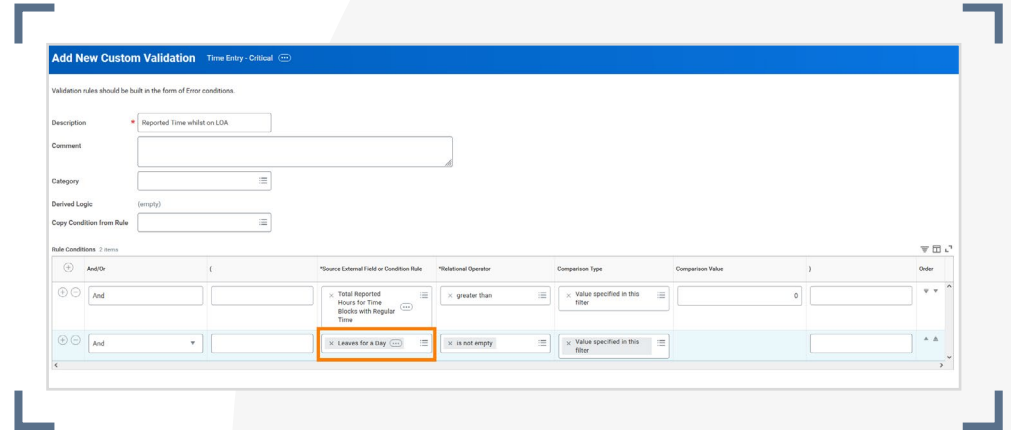 Add New Custom Validation Time Entry - Critical
Validation rules should be built in the form of Error conditions.
Description * Reported Time whilst on LOA
Comment
Category
Derived Logic (empty)
Copy Condition from Rule
Rule Conditions 2 items
And/Or ( *Source External Field or Condition Rule *Relational Operator Comparison Type Comparison Value ) Order
And × Total Reported Hours for Time Blocks with Regular Time × greater than × Value specified in this filter 0
And × Leaves for a Day × is not empty × Value specified in this filter